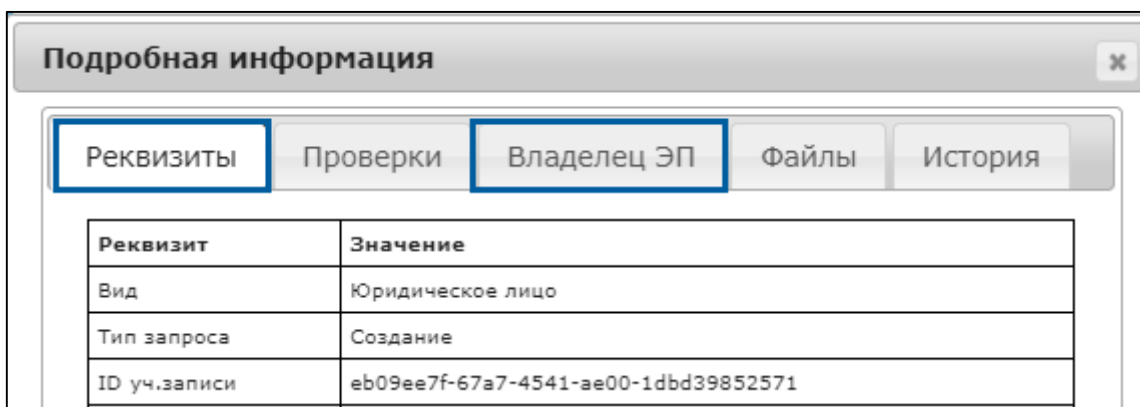 Подробная информация
Реквизиты Проверки Владелец ЭП Файлы История
Реквизит Значение
Вид Юридическое лицо
Тип запроса Создание
ID уч.записи eb09ee7f-67a7-4541-ae00-1dbd39852571